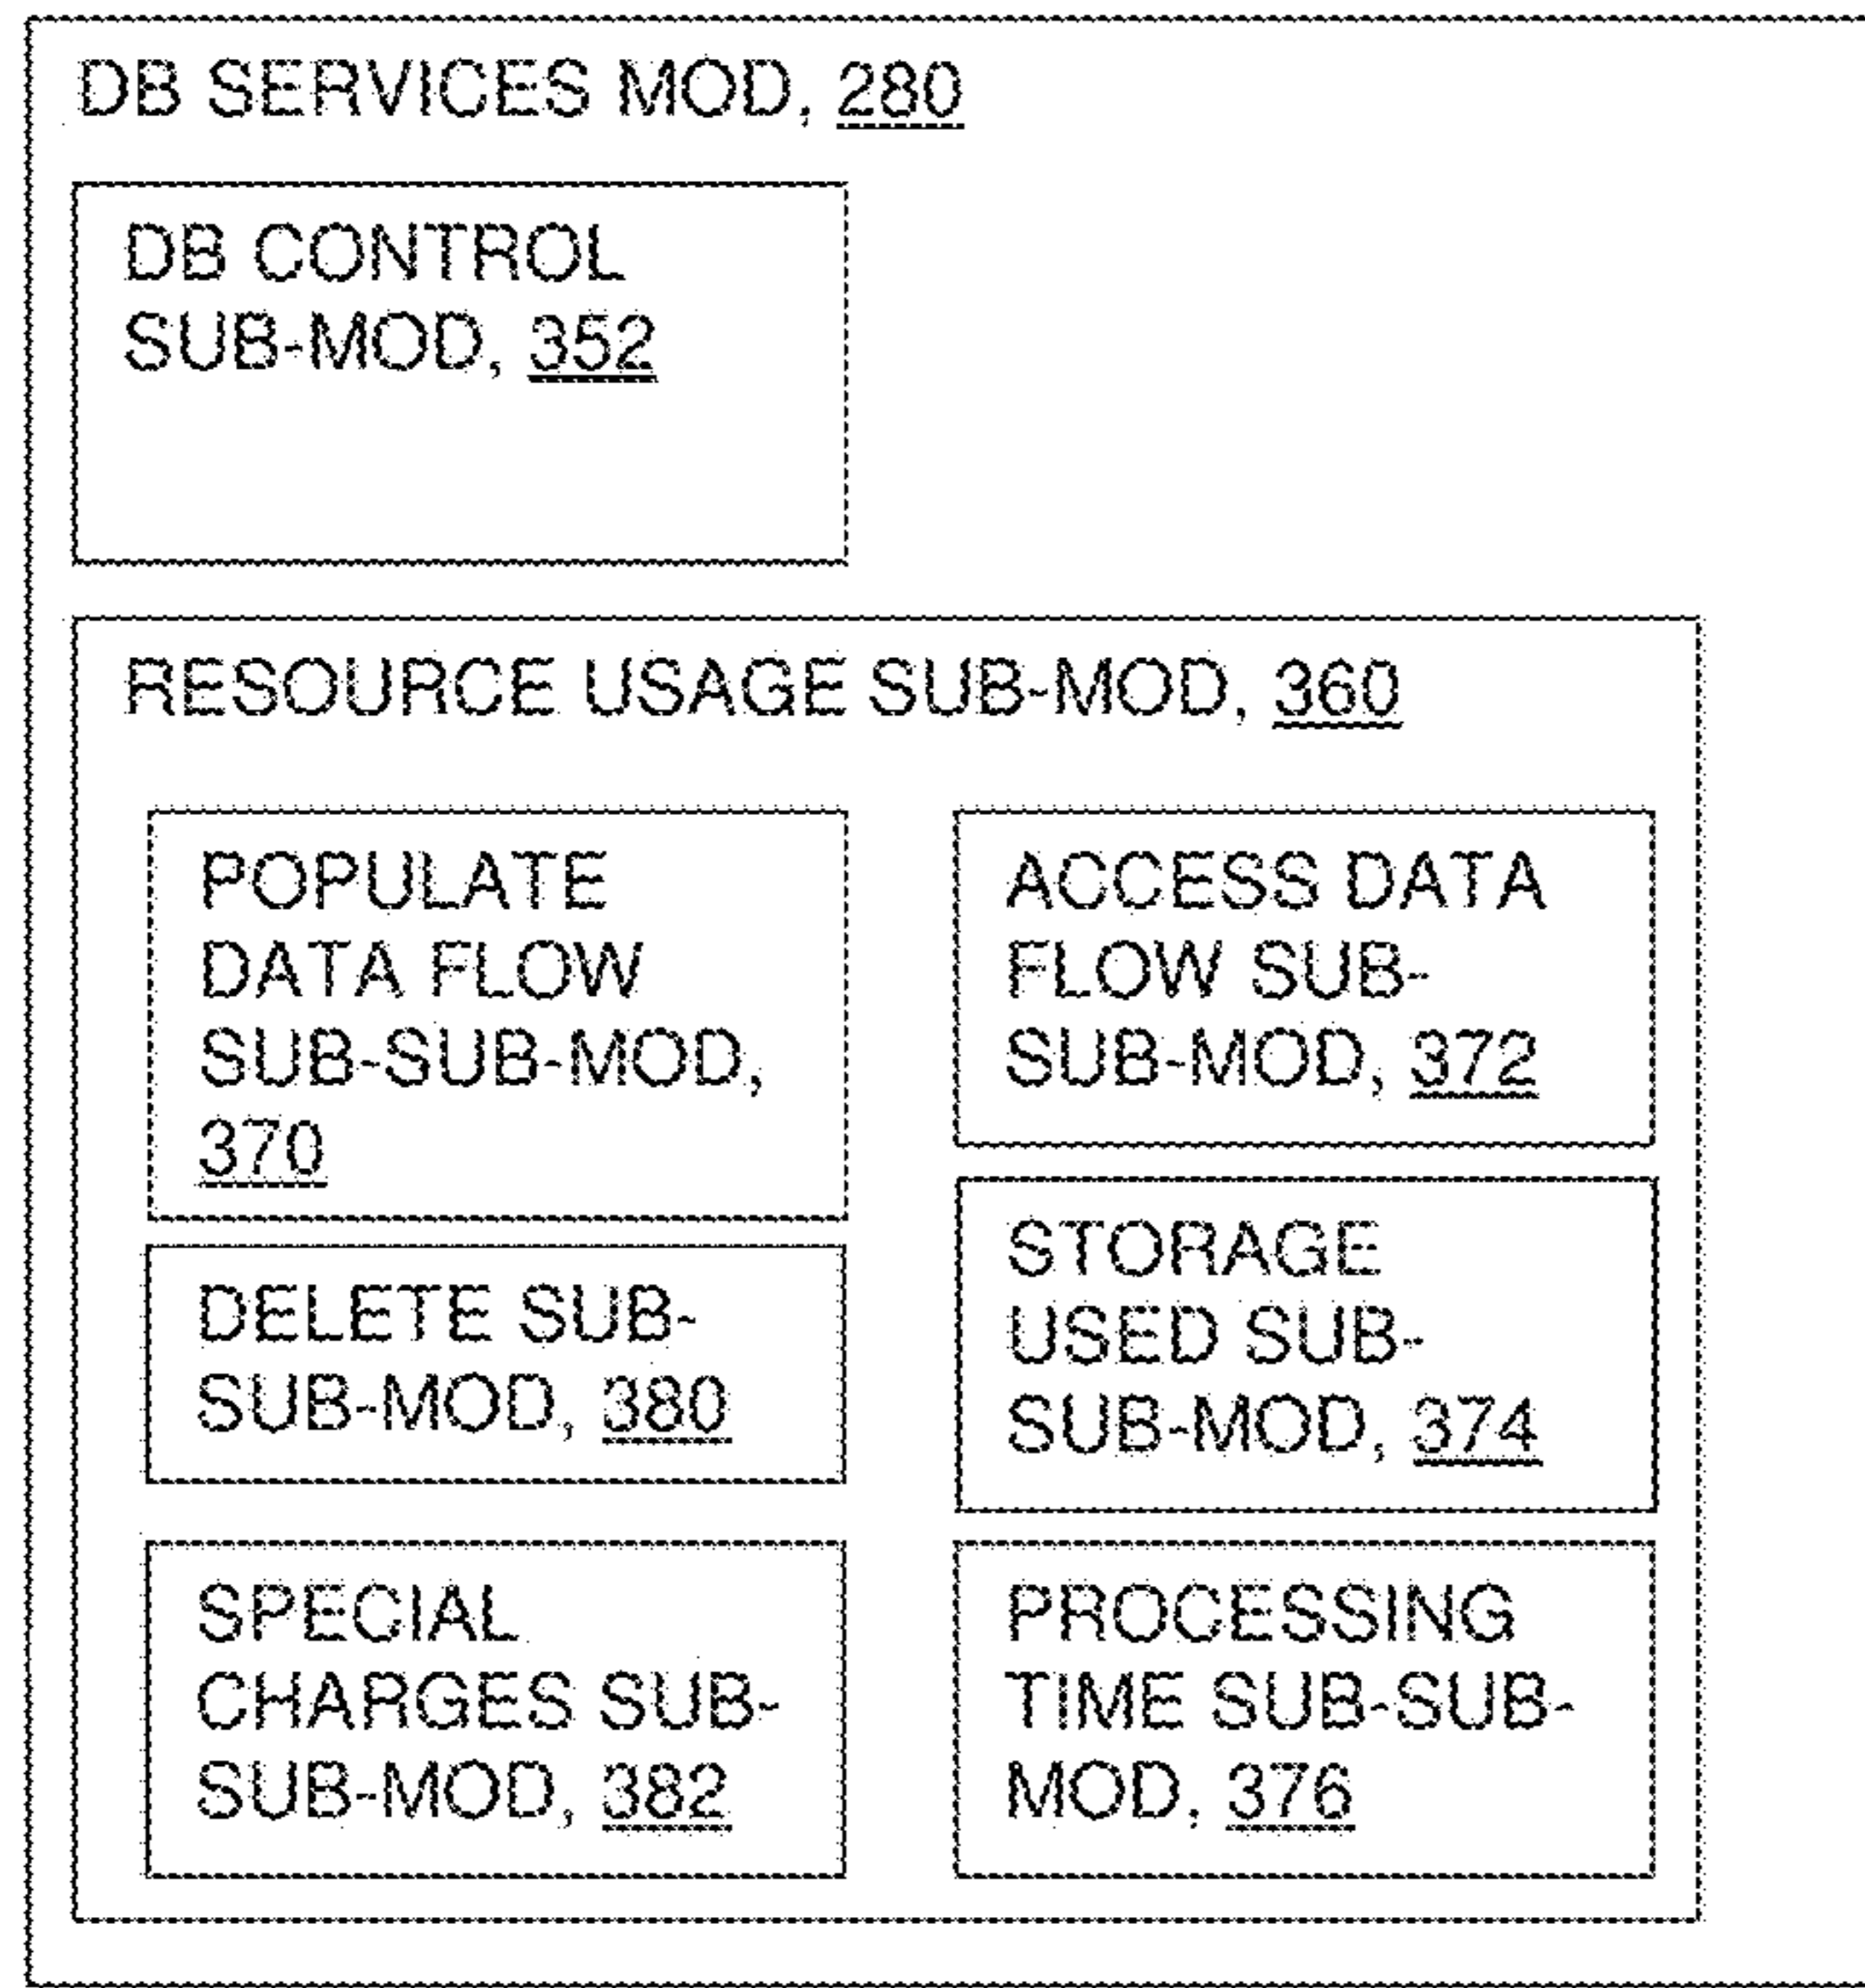 DB SERVICES MOD, 280
DB CONTROL
SUB-MOD, 352
RESOURCE USAGE SUB-MOD, 360
POPULATE
DATA FLOW
SUB-SUB-MOD,
370
ACCESS DATA
FLOW SUB-
SUB-MOD, 372
DELETE SUB-
SUB-MOD, 380
STORAGE
USED SUB-
SUB-MOD, 374
SPECIAL
CHARGES SUB-
SUB-MOD, 382
PROCESSING
TIME SUB-SUB-
MOD, 376